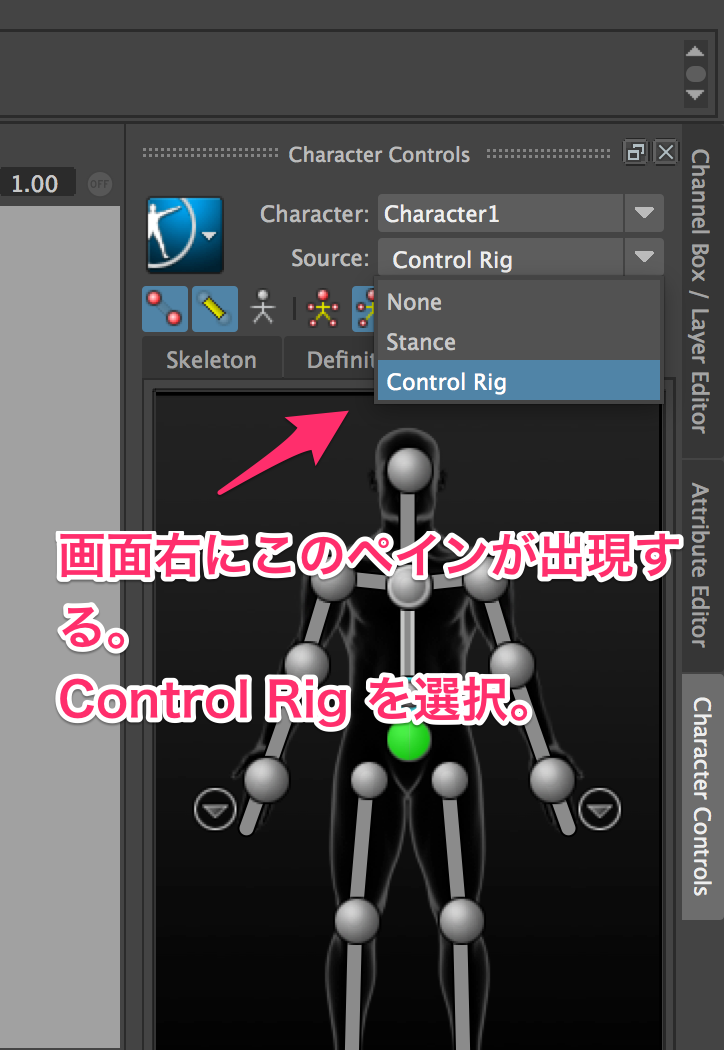 Character Controls
1.00
OFF
Character:
Character1
Source:
Control Rig
None
Stance
Control Rig
Skeleton
Definit
画面右にこのペインが出現す
る。
Control Rig を選択。
Channel Box / Layer Editor
Attribute Editor
Character Controls